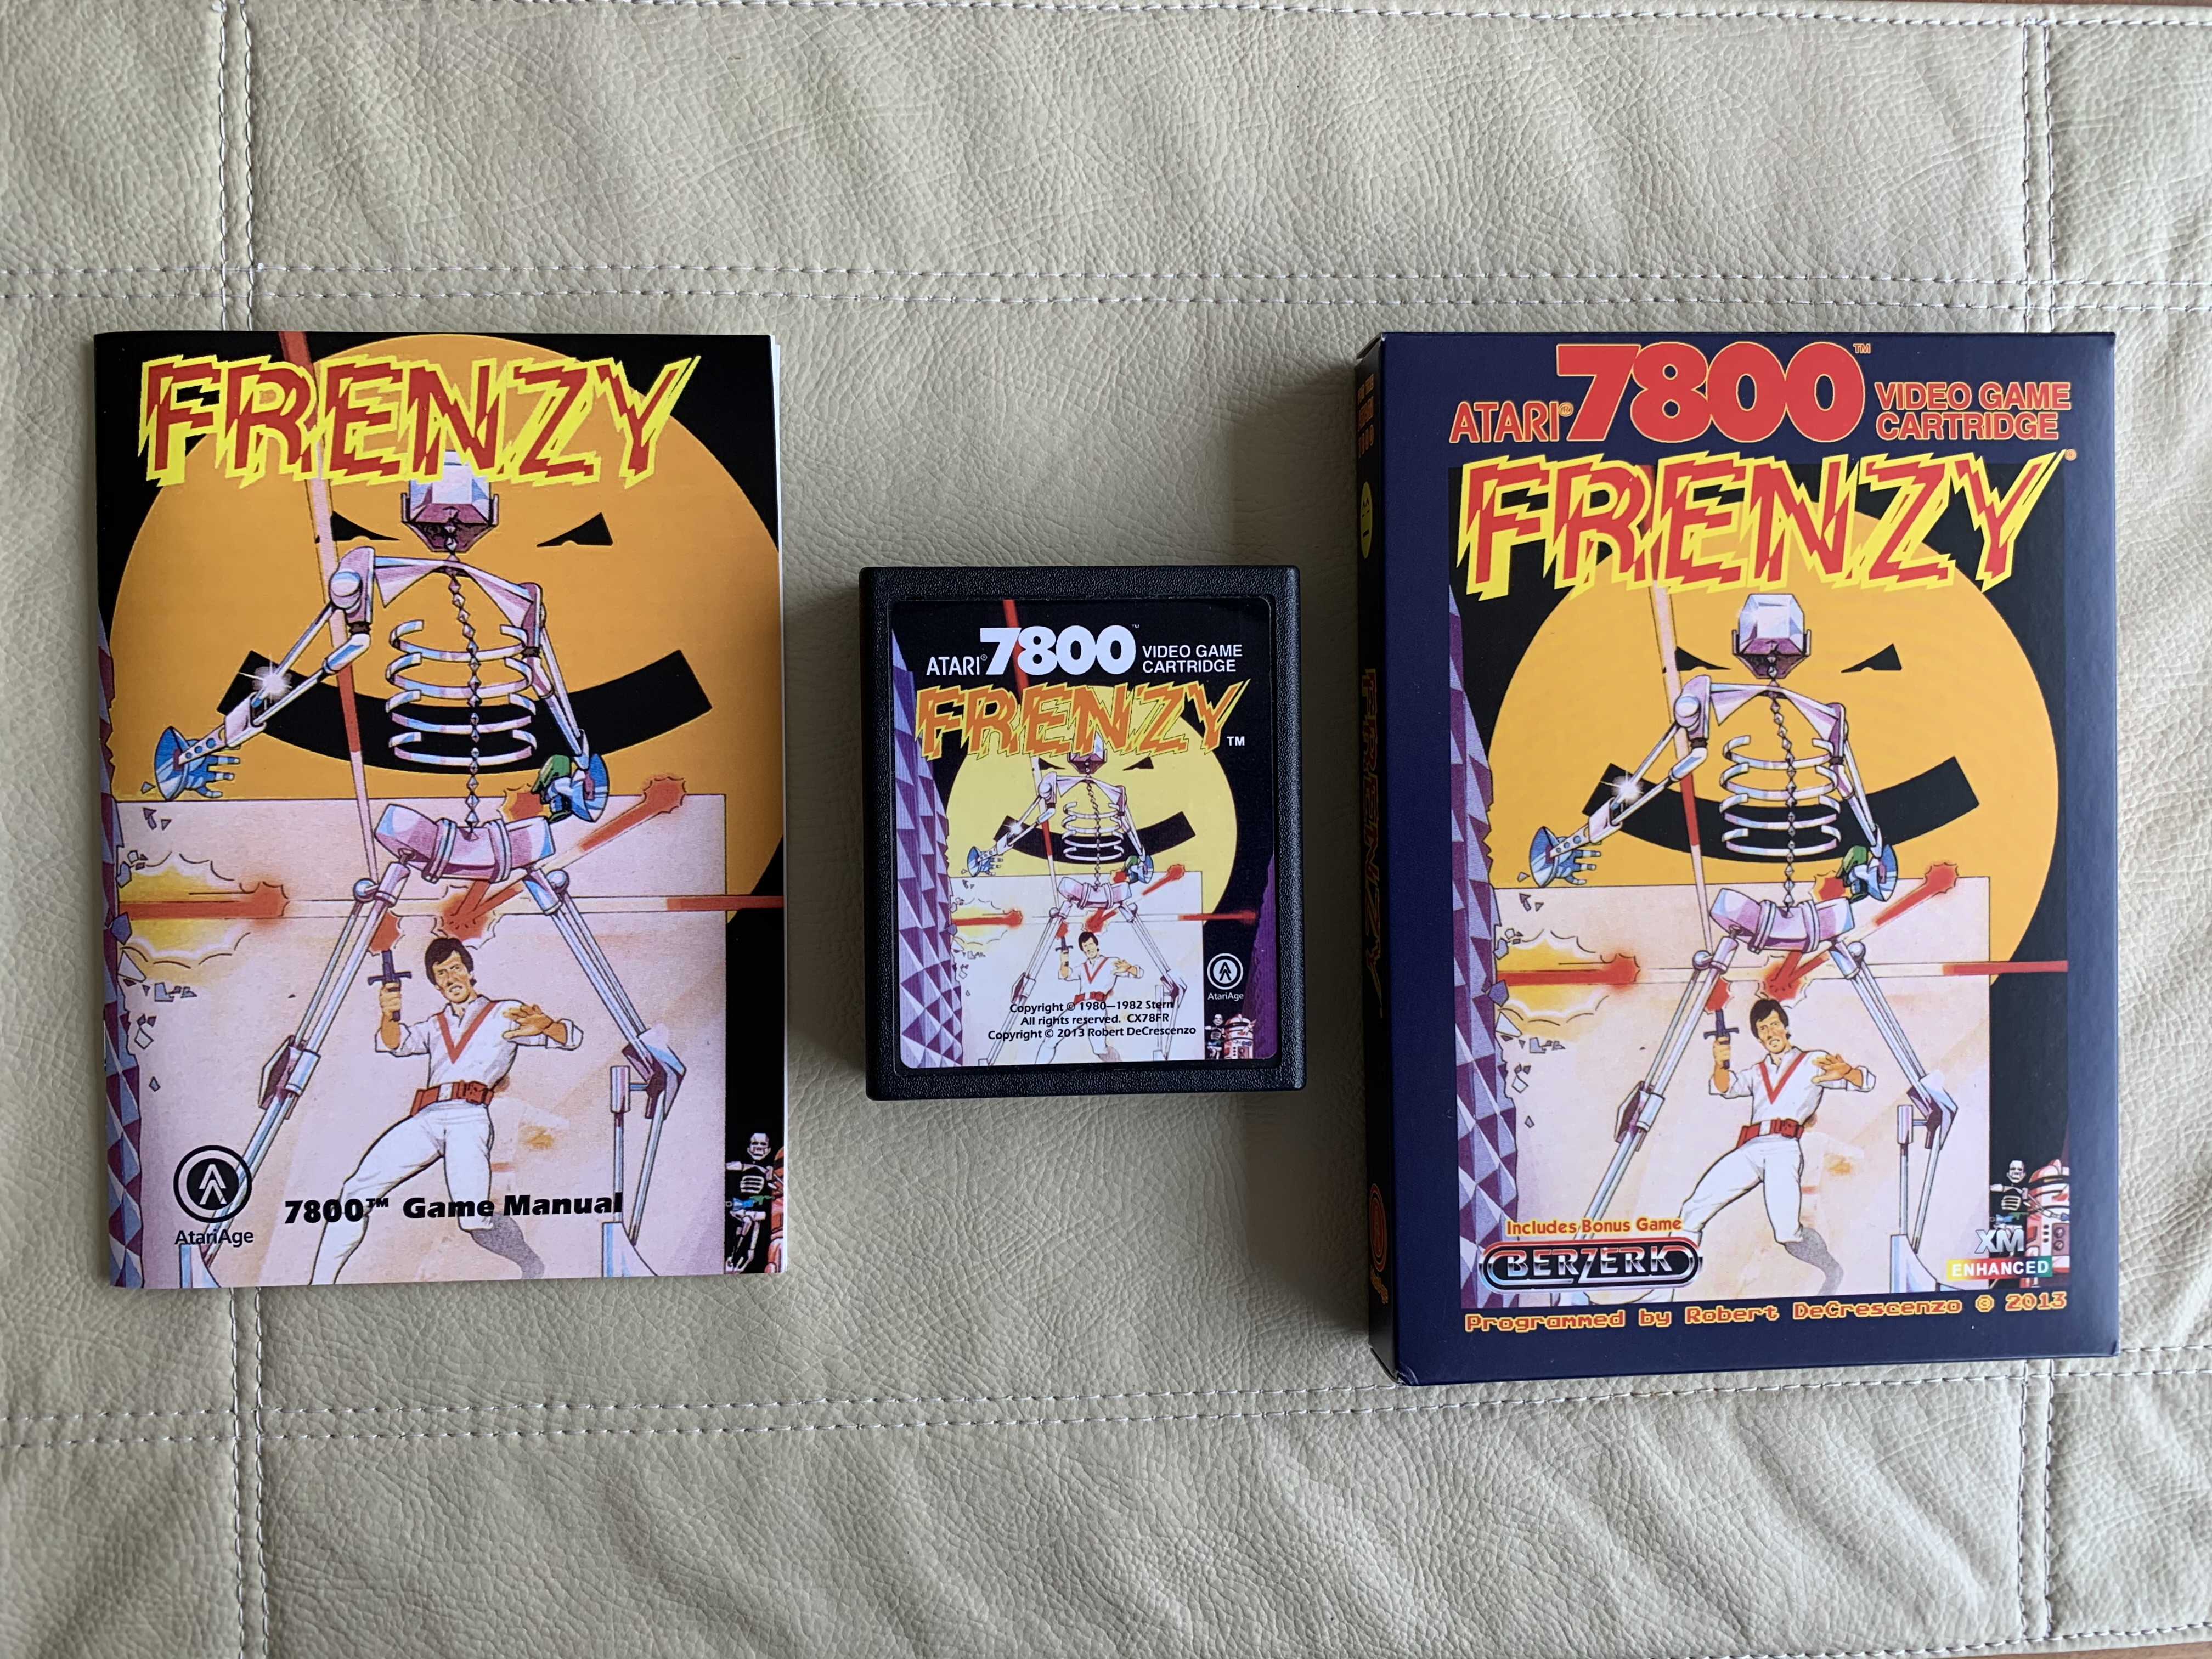 FRENZY
AtariAge
7800™ Game Manual
ATARI® 7800™ VIDEO GAME
CARTRIDGE
FRENZY™
AtariAge
Copyright © 1980—1982 Stern
All rights reserved. CX78FR
Copyright © 2013 Robert DeCrescenzo
FRENZY
ATARI® 7800™ VIDEO GAME
CARTRIDGE
FRENZY
Includes Bonus Game
BERZERK
XM
ENHANCED
Programmed by Robert DeCrescenzo © 2013